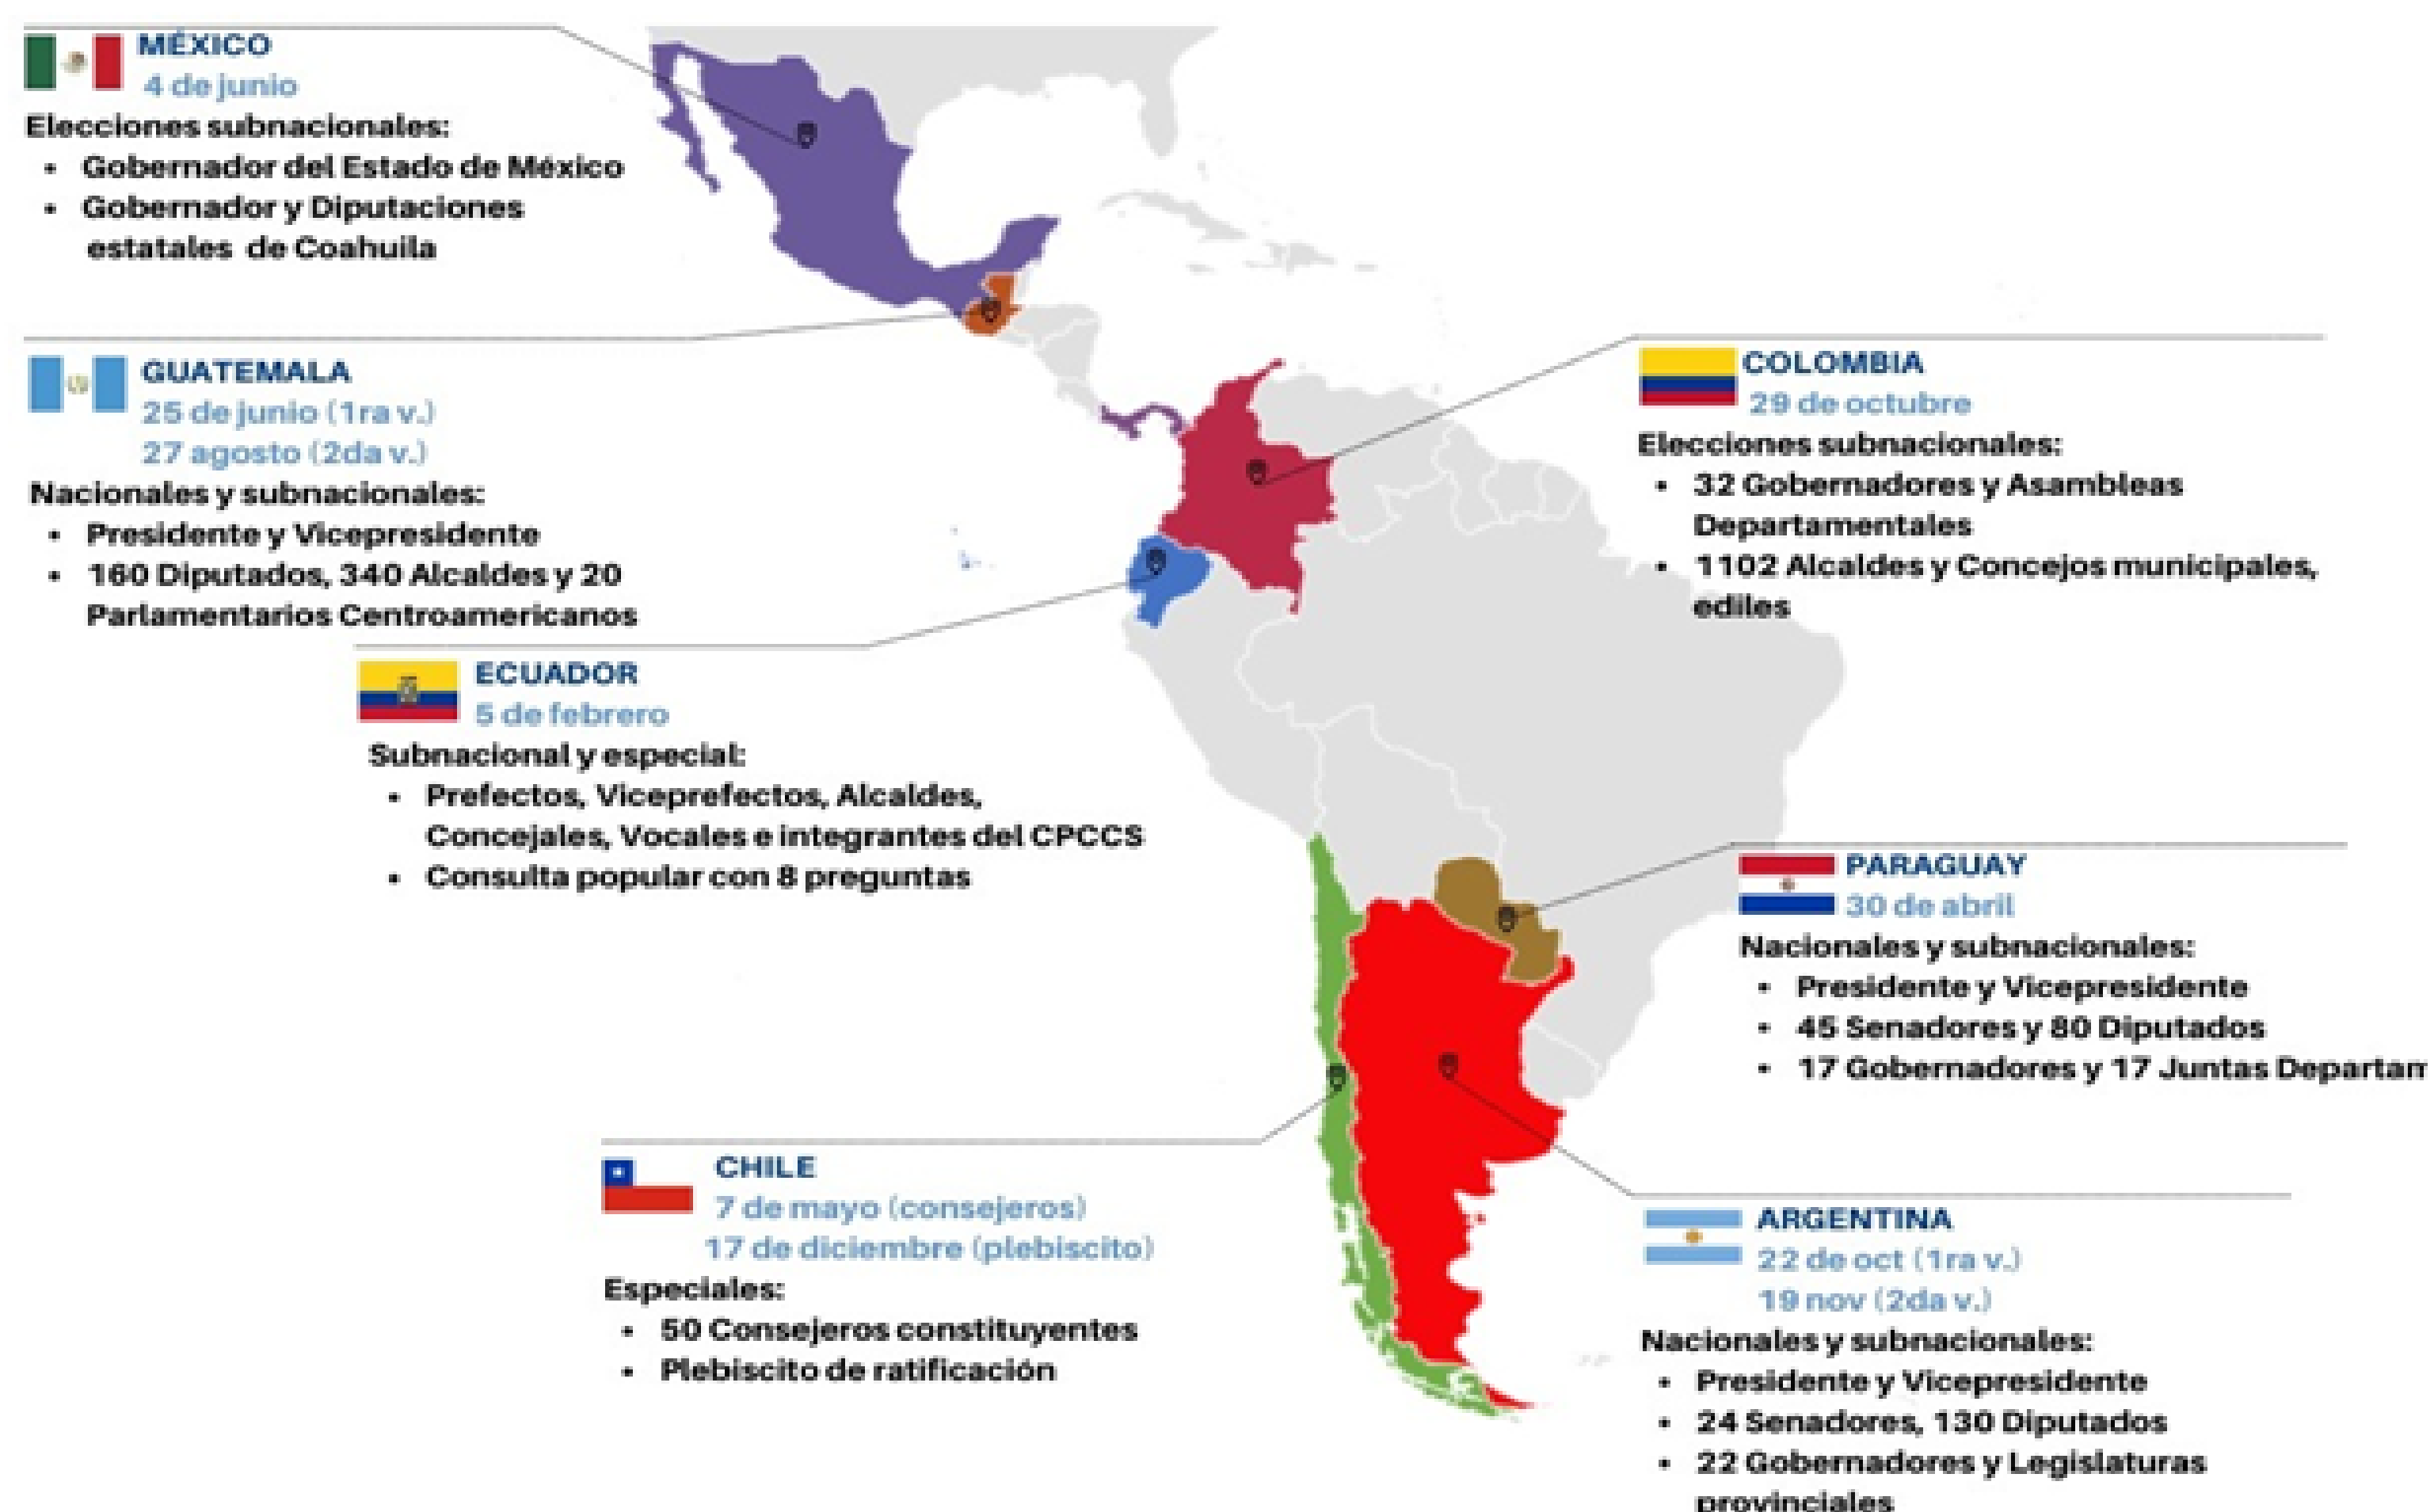 MÉXICO
4 de junio
Elecciones subnacionales:
• Gobernador del Estado de México
• Gobernador y Diputaciones
estatales de Coahuila
GUATEMALA
25 de junio (1ra v.)
27 agosto (2da v.)
Nacionales y subnacionales:
• Presidente y Vicepresidente
• 160 Diputados, 340 Alcaldes y 20
Parlamentarios Centroamericanos
COLOMBIA
29 de octubre
Elecciones subnacionales:
• 32 Gobernadores y Asambleas
Departamentales
• 1102 Alcaldes y Concejos municipales,
ediles
ECUADOR
5 de febrero
Subnacional y especial:
• Prefectos, Viceprefectos, Alcaldes,
Concejales, Vocales e integrantes del CPCCS
• Consulta popular con 8 preguntas
PARAGUAY
30 de abril
Nacionales y subnacionales:
• Presidente y Vicepresidente
• 45 Senadores y 80 Diputados
• 17 Gobernadores y 17 Juntas Departam
CHILE
7 de mayo (consejeros)
17 de diciembre (plebiscito)
Especiales:
• 50 Consejeros constituyentes
• Plebiscito de ratificación
ARGENTINA
22 de oct (1ra v.)
19 nov (2da v.)
Nacionales y subnacionales:
• Presidente y Vicepresidente
• 24 Senadores, 130 Diputados
• 22 Gobernadores y Legislaturas
provinciales